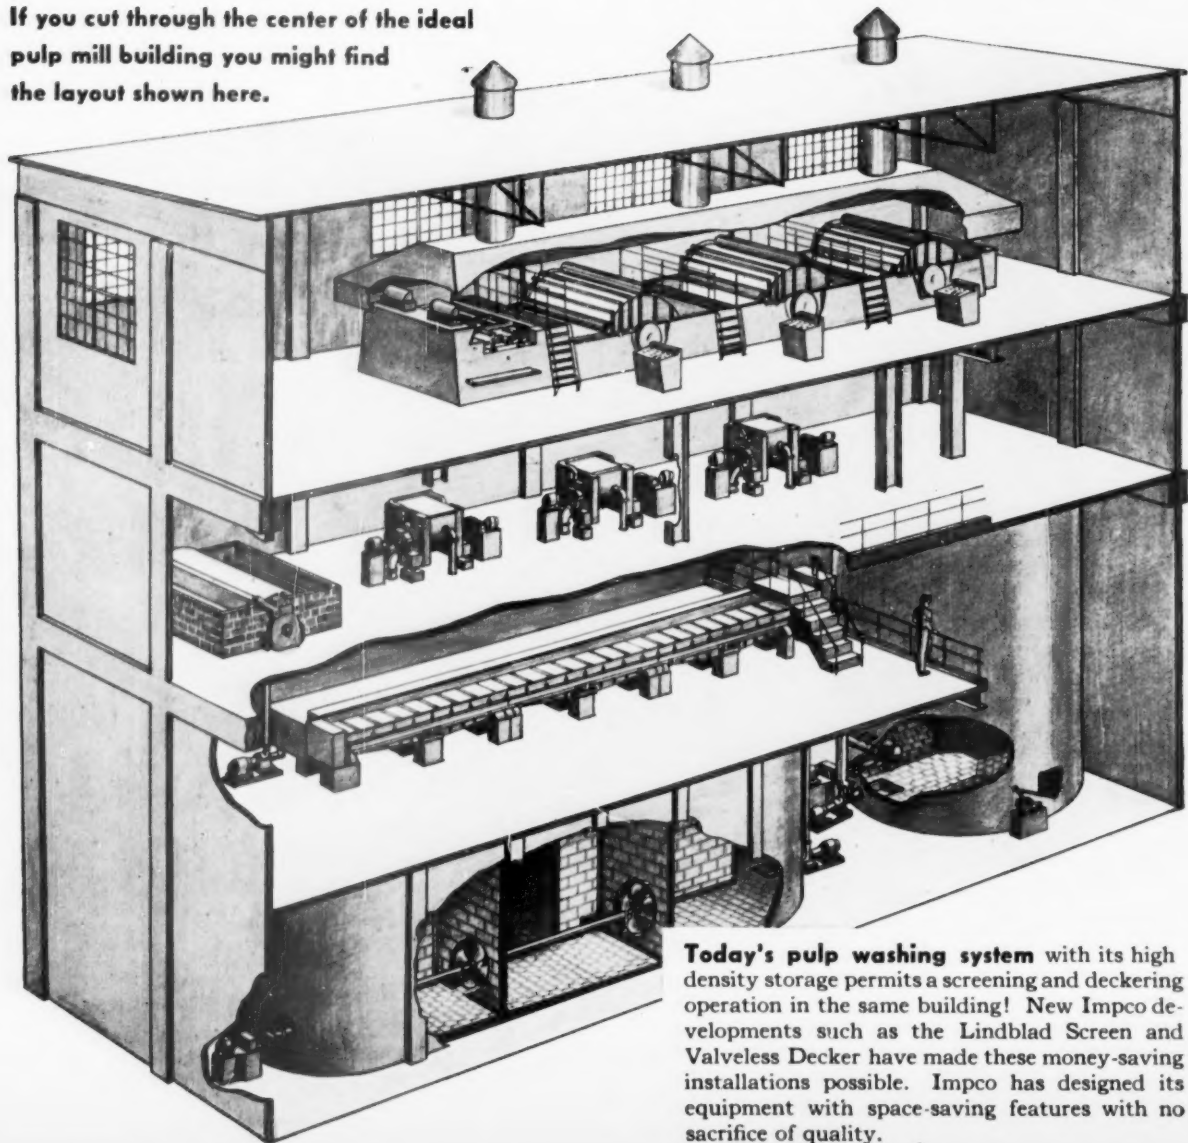 If you cut through the center of the ideal
pulp mill building you might find
the layout shown here.
Today's pulp washing system with its high
density storage permits a screening and deckering
operation in the same building! New Impco de-
velopments such as the Lindblad Screen and
Valveless Decker have made these money-saving
installations possible. Impco has designed its
equipment with space-saving features with no
sacrifice of quality.